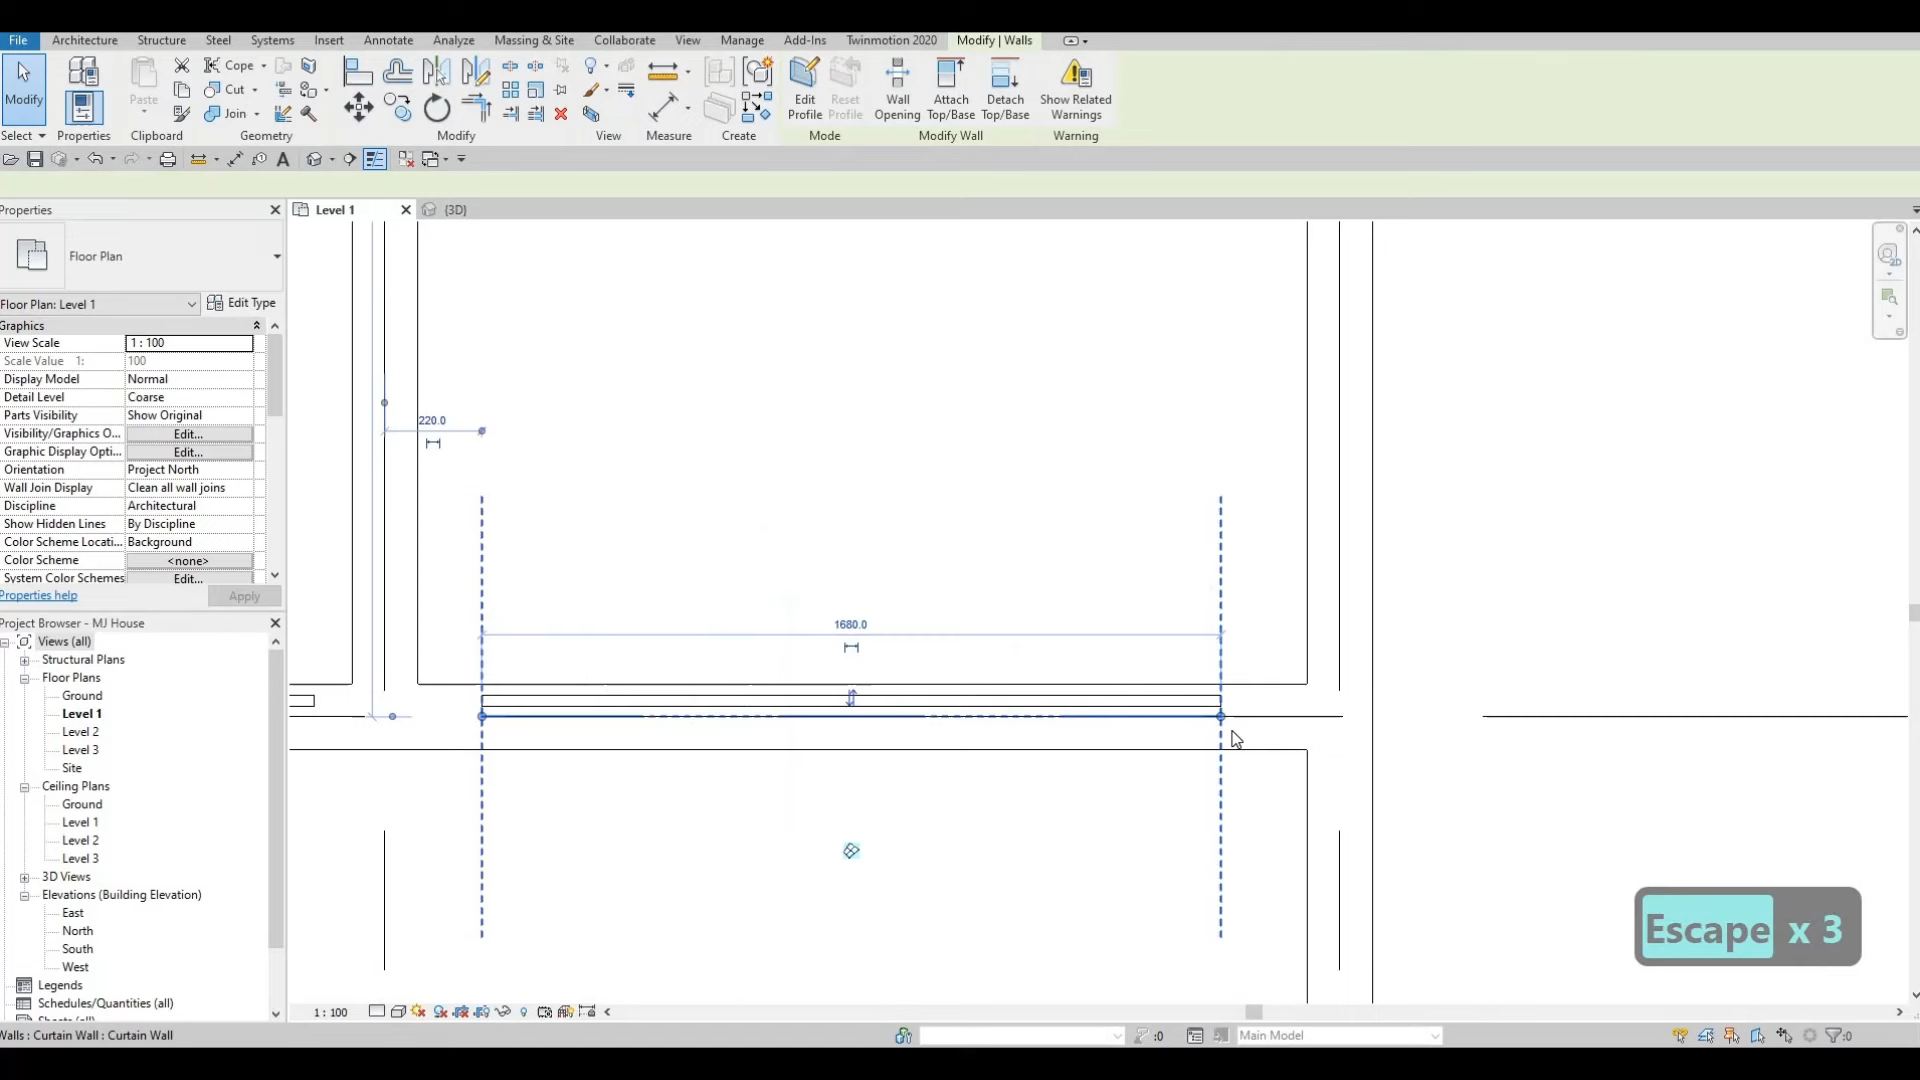 File Architecture Structure Steel Systems Insert Annotate Analyze Massing & Site Collaborate View Manage Add-Ins Twinmotion 2020 Modify | Walls
Modify
Paste
Cope
Cut
Join
Edit Profile
Reset Profile
Wall Opening
Attach Top/Base
Detach Top/Base
Show Related Warnings
Select Properties Clipboard Geometry Modify View Measure Create Mode Modify Wall Warning
A
Properties
Level 1
{3D}
Floor Plan
Floor Plan: Level 1
Edit Type
Graphics
View Scale 1 : 100
Scale Value 1: 100
Display Model Normal
Detail Level Coarse
Parts Visibility Show Original
Visibility/Graphics O... Edit...
Graphic Display Opti... Edit...
Orientation Project North
Wall Join Display Clean all wall joins
Discipline Architectural
Show Hidden Lines By Discipline
Color Scheme Locati... Background
Color Scheme <none>
System Color Schemes Edit...
Properties help
Apply
Project Browser - MJ House
Views (all)
Structural Plans
Floor Plans
Ground
Level 1
Level 2
Level 3
Site
Ceiling Plans
Ground
Level 1
Level 2
Level 3
3D Views
Elevations (Building Elevation)
East
North
South
West
Legends
Schedules/Quantities (all)
Sheets (all)
220.0
1680.0
2D
Escape x 3
1 : 100
Walls : Curtain Wall : Curtain Wall
:0
Main Model
:0